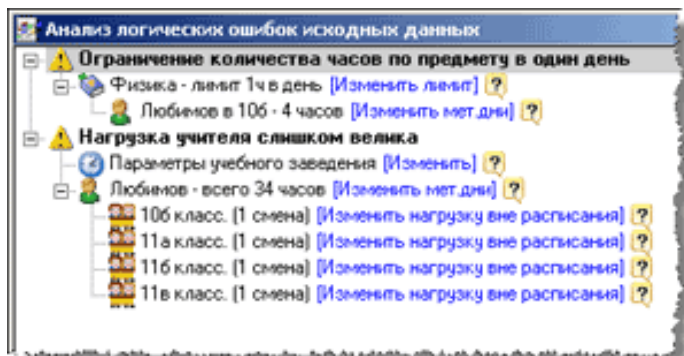 Анализ логических ошибок исходных данных
Ограничение количества часов по предмету в один день
Физика - лимит 1ч в день [Изменить лимит] ?
Любимов в 10б - 4 часов [Изменить мет.дни] ?
Нагрузка учителя слишком велика
Параметры учебного заведения [Изменить] ?
Любимов - всего 34 часов [Изменить мет.дни] ?
10б класс. (1 смена) [Изменить нагрузку вне расписания] ?
11а класс. (1 смена) [Изменить нагрузку вне расписания] ?
11б класс. (1 смена) [Изменить нагрузку вне расписания] ?
11в класс. (1 смена) [Изменить нагрузку вне расписания] ?